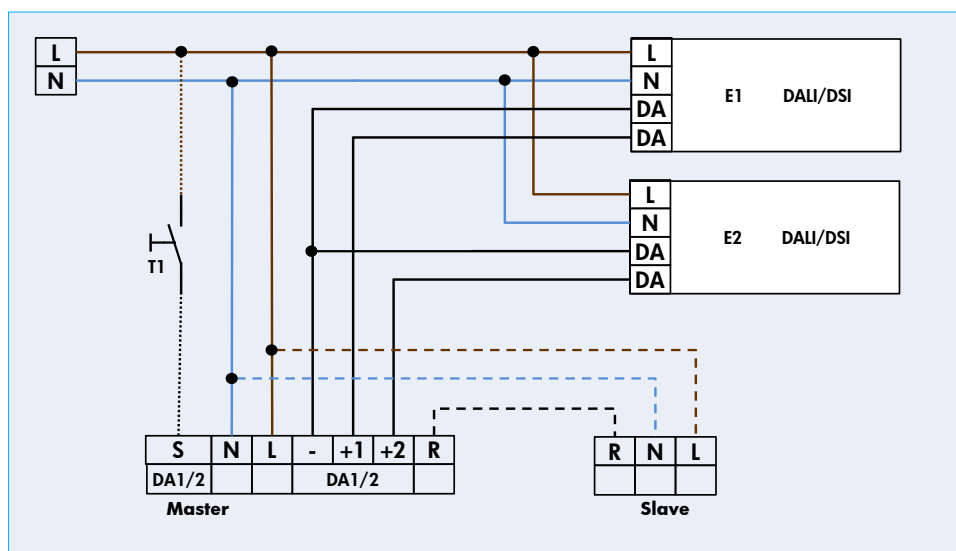 L
N
L
N
DA
DA
E1 DALI/DSI
L
N
DA
DA
E2 DALI/DSI
T1
S N L - +1 +2 R
DA1/2 DA1/2
Master
R N L
Slave